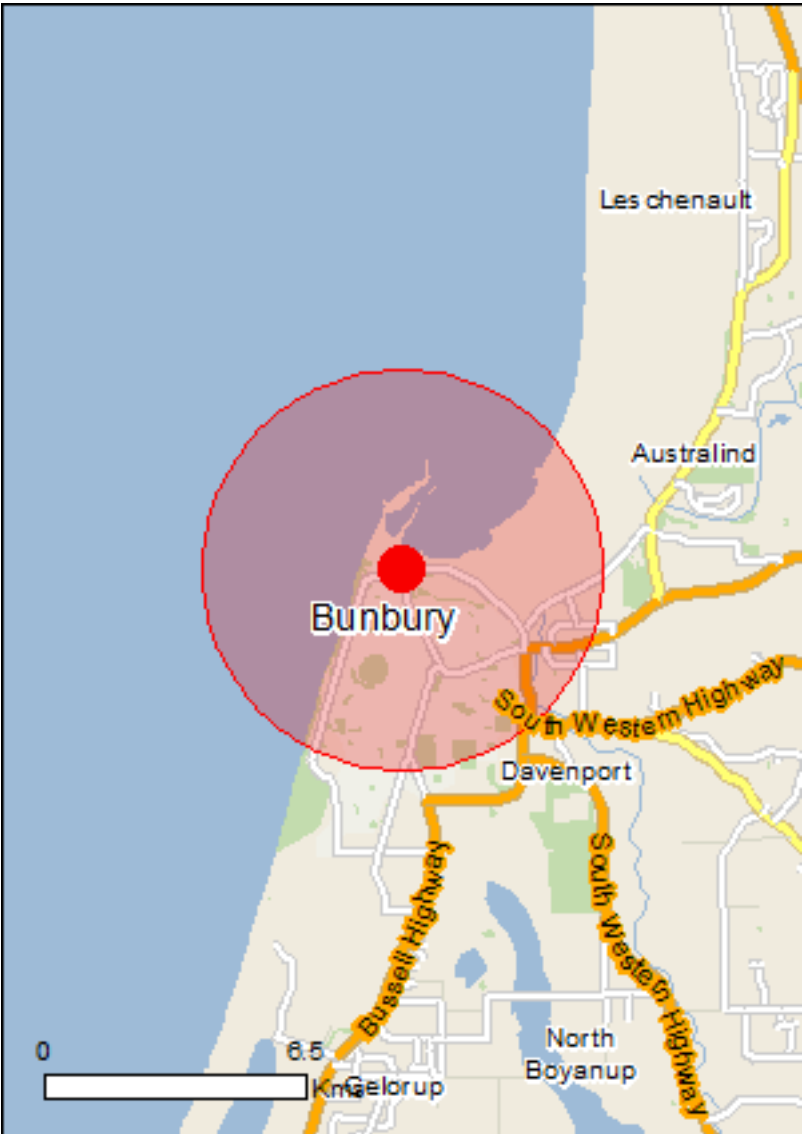 Leschenault
Australind
Bunbury
South Western Highway
Davenport
Bussell Highway
South Western Highway
North
Boyanup
0 6.5
Kms
Gelorup